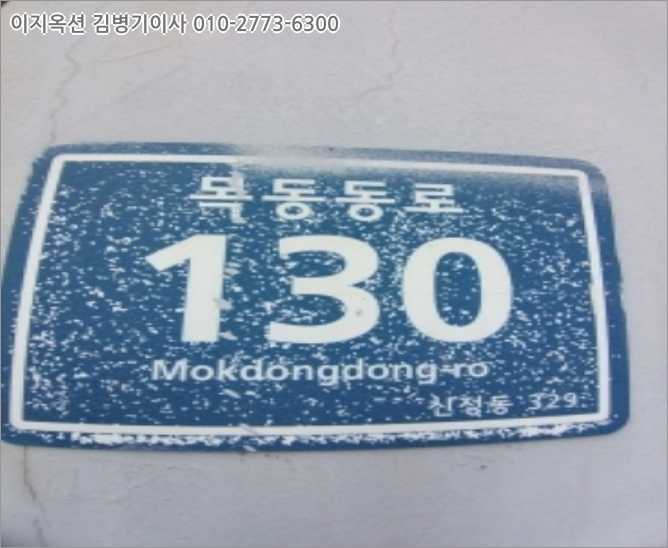 이지옥션 김병기이사 010-2773-6300
목동동로
130
Mokdongdong-ro
신정동 329